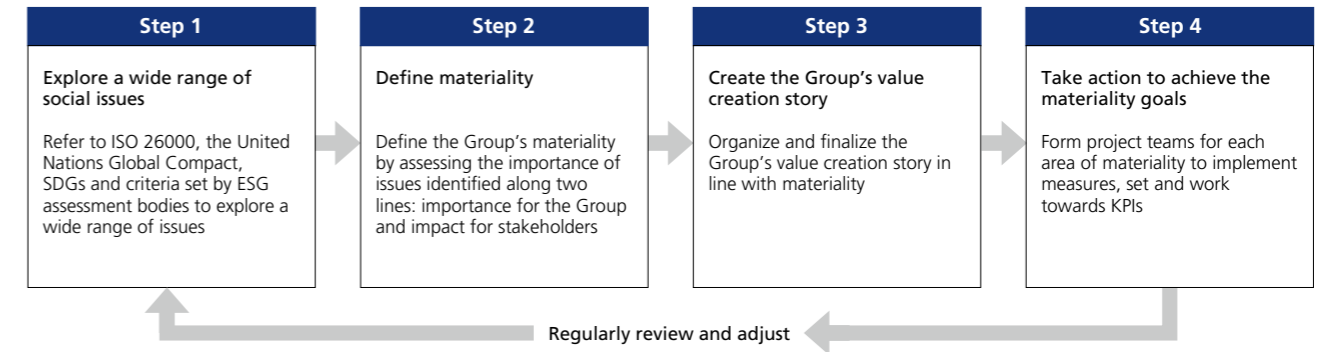 Step 1
Explore a wide range of
social issues
Refer to ISO 26000, the United
Nations Global Compact,
SDGs and criteria set by ESG
assessment bodies to explore a
wide range of issues
Step 2
Define materiality
Define the Group's materiality
by assessing the importance of
issues identified along two
lines: importance for the Group
and impact for stakeholders
Step 3
Create the Group's value
creation story
Organize and finalize the
Group's value creation story in
line with materiality
Step 4
Take action to achieve the
materiality goals
Form project teams for each
area of materiality to implement
measures, set and work
towards KPIs
Regularly review and adjust